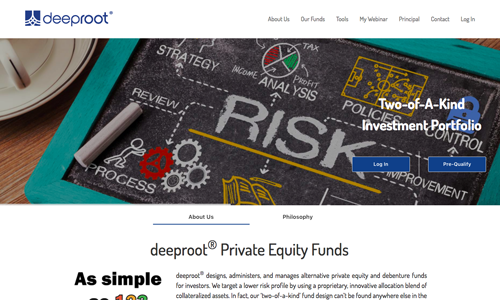 deeproot®
About Us
Our Funds
Tools
My Webinar
Principal
Contact
Log In
STRATEGY
TAX
INCOME
PROFIT
ANALYSIS
REVIEW
RISK
POLICIES
CONTROL
PROCESS
IMPROVEMENT
Two-of-A-Kind
Investment Portfolio
Log In
Pre-Qualify
About Us
Philosophy
deeproot® Private Equity Funds
As simple
as 123
deeproot® designs, administers, and manages alternative private equity and debenture funds
for investors. We target a lower risk profile by using a proprietary, innovative allocation blend of
collateralized assets. In fact, our 'two-of-a-kind' fund design can't be found anywhere else in the